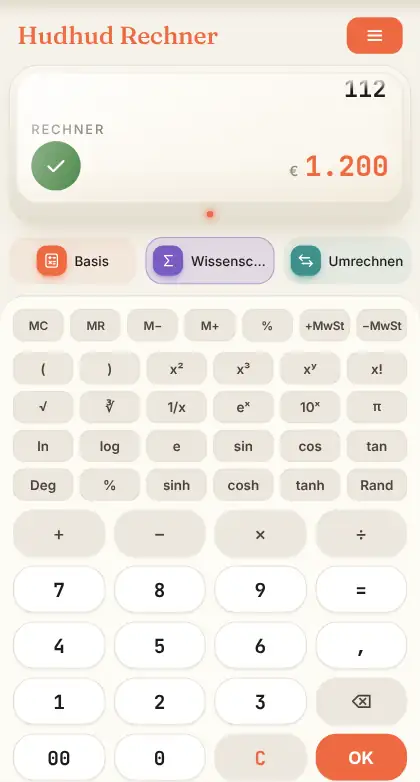 Hudhud Rechner
112
RECHNER
€ 1.200
Basis Wissensc... Umrechnen
MC MR M− M+ % +MwSt −MwSt
( ) x² x³ xʸ x!
√ ∛ 1/x eˣ 10ˣ π
ln log e sin cos tan
Deg % sinh cosh tanh Rand
+ − × ÷
7 8 9 =
4 5 6 ,
1 2 3
00 0 C OK